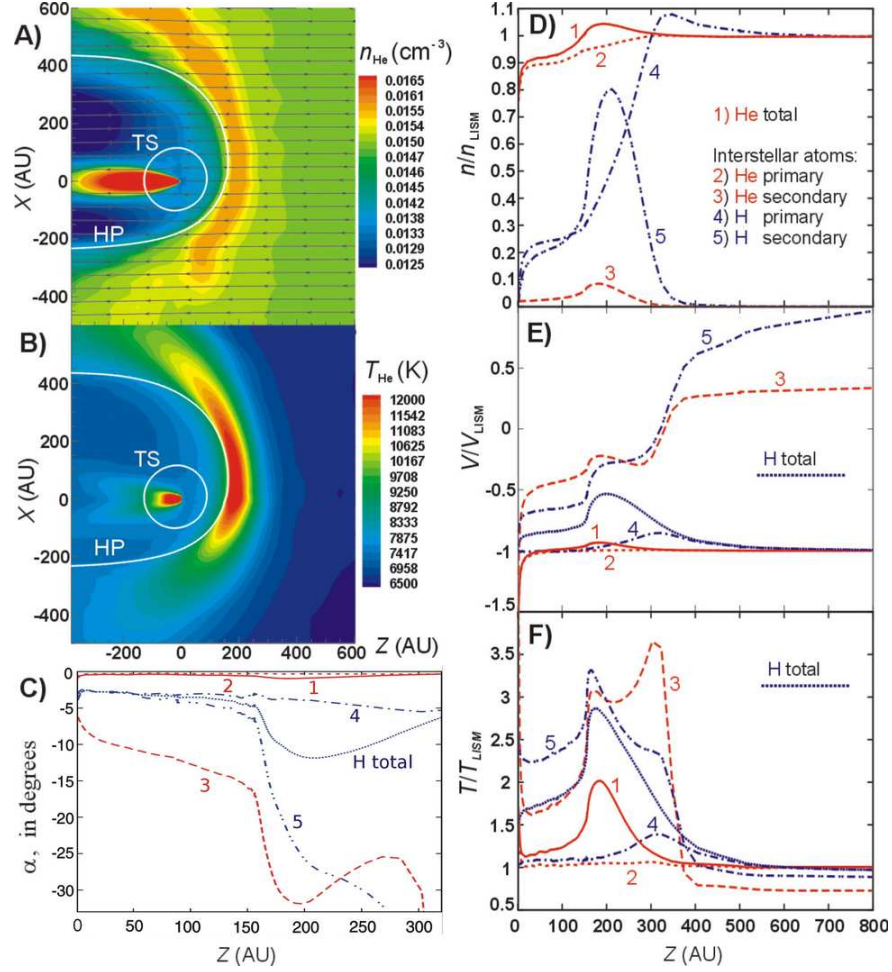 A)
600
400
200
0
-200
-400
X (AU)
TS
HP
n_He (cm⁻³)
0.0165
0.0161
0.0157
0.0154
0.0150
0.0147
0.0143
0.0140
0.0136
0.0133
0.0129
0.0125
B)
400
200
0
-200
-400
X (AU)
TS
HP
T_He (K)
12000
11542
11083
10625
10167
9708
9250
8792
8333
7875
7417
6958
6500
-200 0 200 400 600
Z (AU)
C)
0
-5
-10
-15
-20
-25
-30
α, in degrees
2
1
4
H total
3
5
0 50 100 150 200 250 300
Z (AU)
D)
1.1
1
0.9
0.8
0.7
0.6
0.5
0.4
0.3
0.2
0.1
0
n/n_LISM
1
2
4
5
3
1) He total
Interstellar atoms:
2) He primary
3) He secondary
4) H primary
5) H secondary
E)
0.5
0
-0.5
-1
-1.5
V/V_LISM
5
3
H total
4
1
2
F)
3.5
3
2.5
2
1.5
1
0.5
T/T_LISM
3
H total
5
1
4
2
0 100 200 300 400 500 600 700 800
Z (AU)